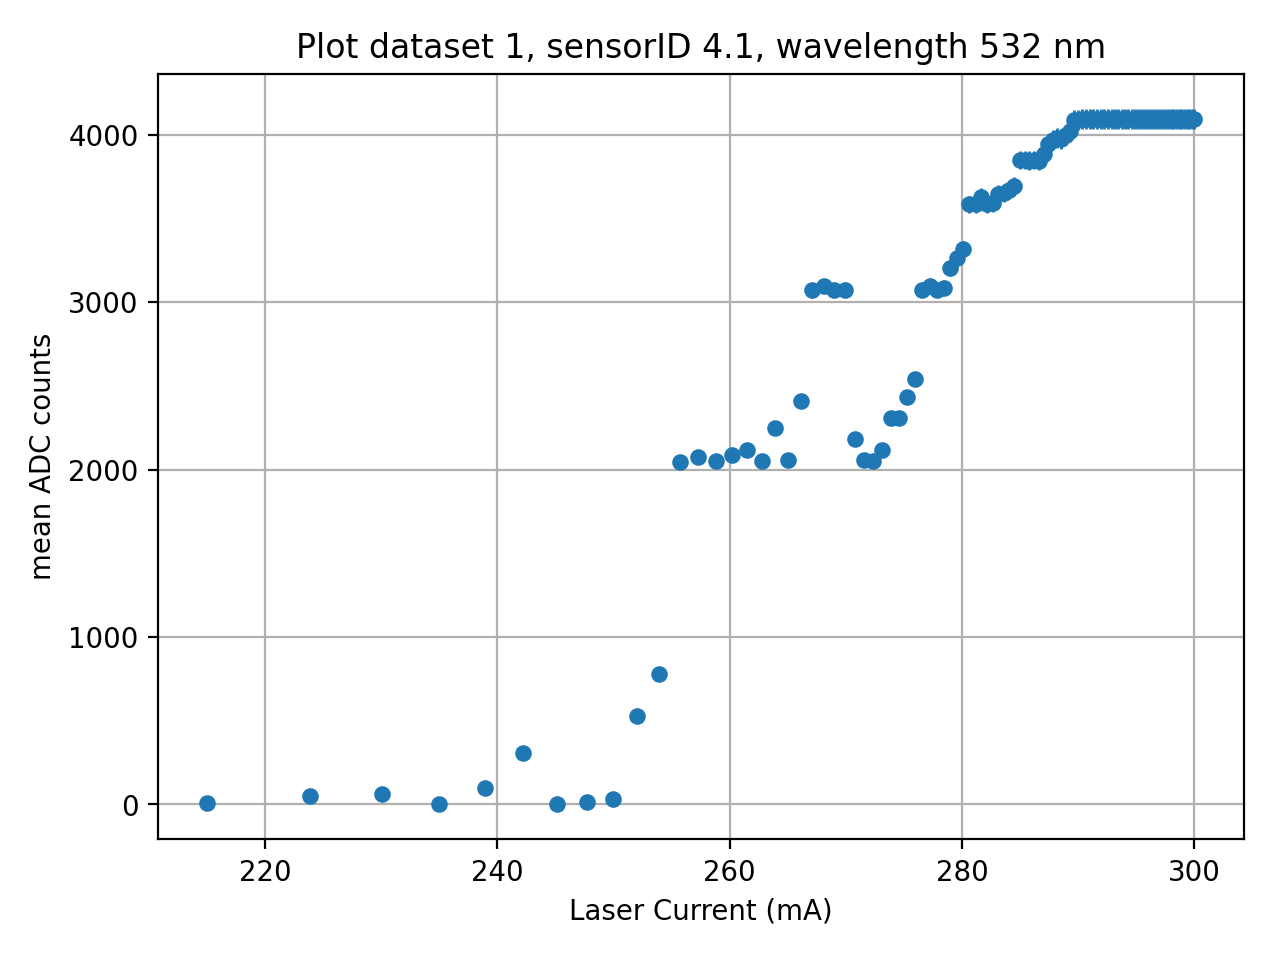 Plot dataset 1, sensorID 4.1, wavelength 532 nm
4000
3000
2000
1000
0
mean ADC counts
220 240 260 280 300
Laser Current (mA)